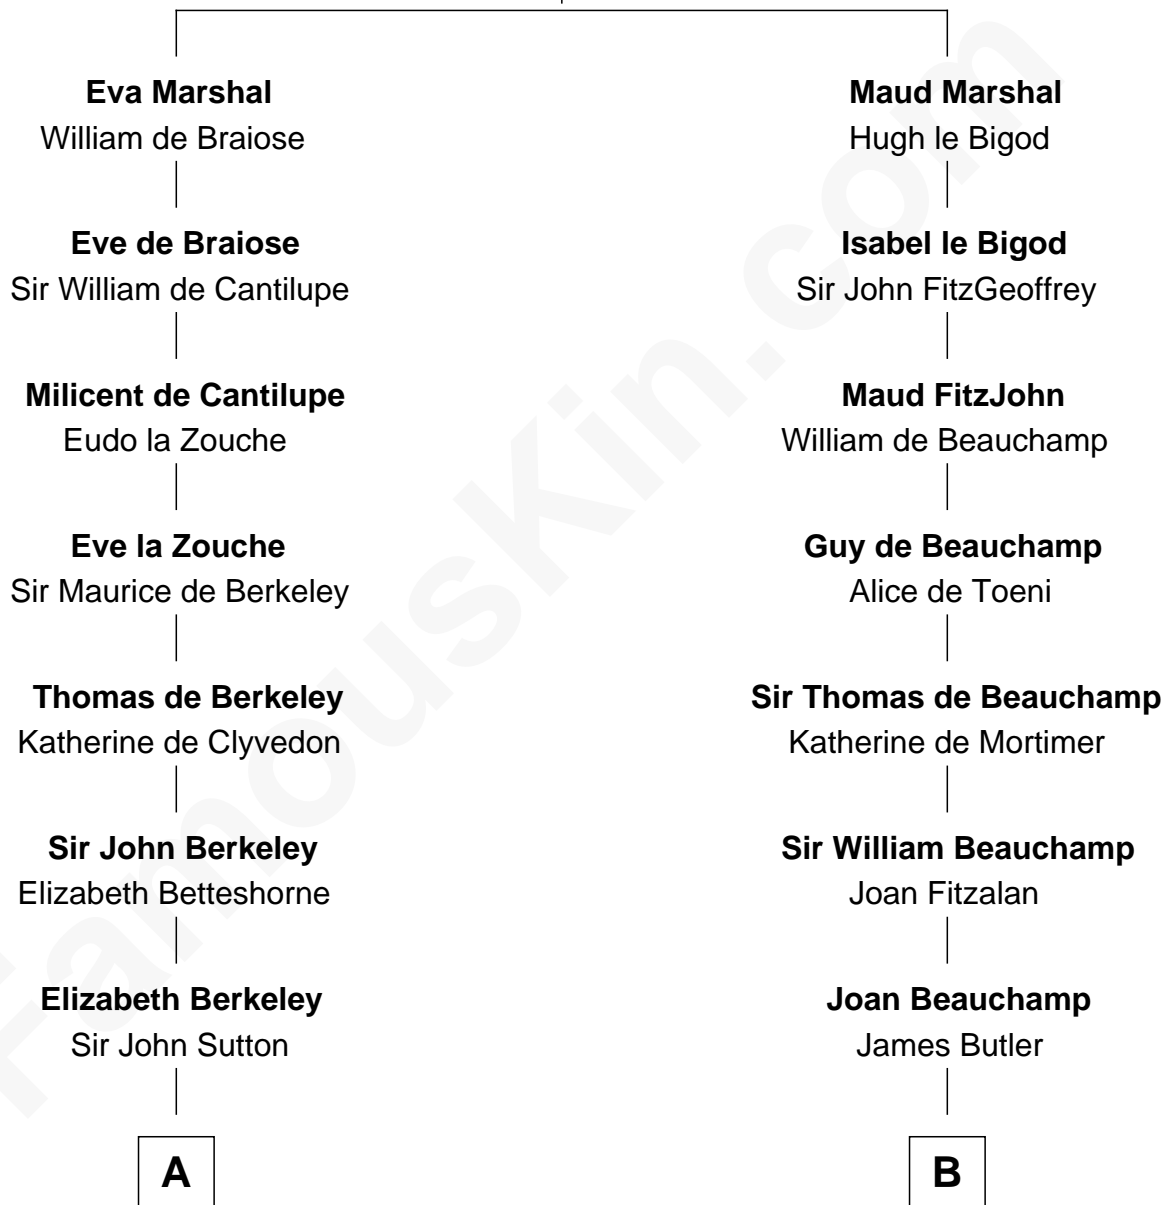 Eva Marshal
William de Braiose
Eve de Braiose
Sir William de Cantilupe
Milicent de Cantilupe
Eudo la Zouche
Eve la Zouche
Sir Maurice de Berkeley
Thomas de Berkeley
Katherine de Clyvedon
Sir John Berkeley
Elizabeth Betteshorne
Elizabeth Berkeley
Sir John Sutton
A
Maud Marshal
Hugh le Bigod
Isabel le Bigod
Sir John FitzGeoffrey
Maud FitzJohn
William de Beauchamp
Guy de Beauchamp
Alice de Toeni
Sir Thomas de Beauchamp
Katherine de Mortimer
Sir William Beauchamp
Joan Fitzalan
Joan Beauchamp
James Butler
B
FamousKin.com